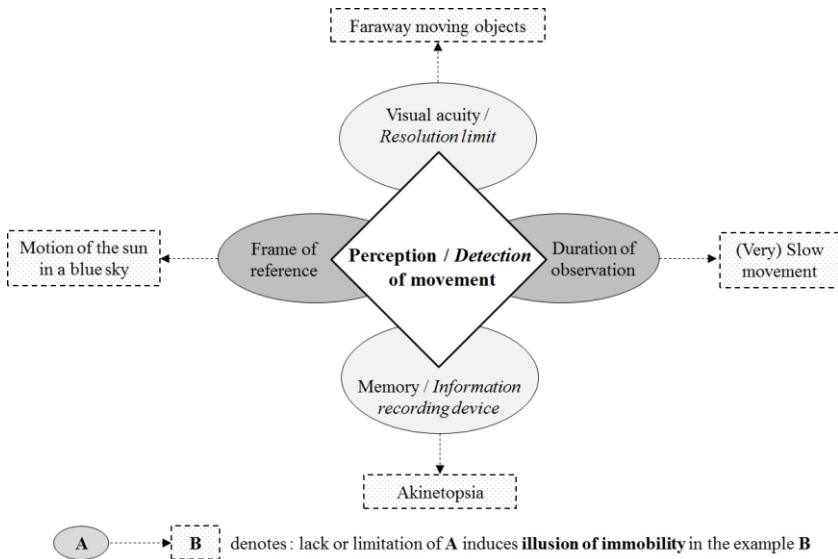 Faraway moving objects
Visual acuity /
Resolution limit
Motion of the sun
in a blue sky
Frame of
reference
Perception / Detection
of movement
Duration of
observation
(Very) Slow
movement
Memory / Information
recording device
Akinetopsia
A B denotes : lack or limitation of A induces illusion of immobility in the example B